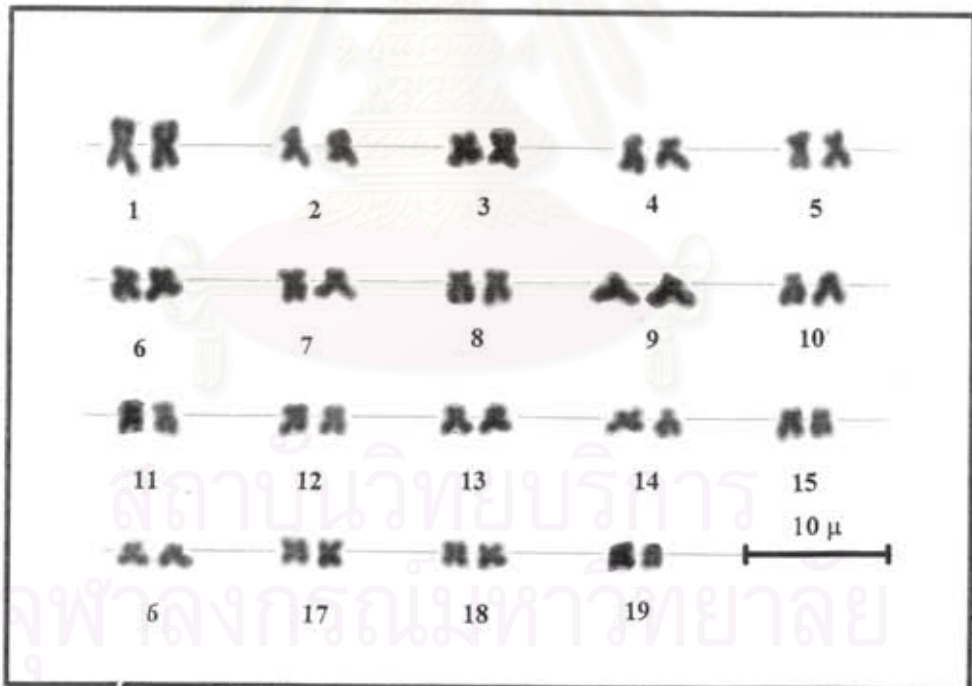 1 2 3 4 5
6 7 8 9 10
11 12 13 14 15
สถาบันวิทยบริการ
10 μ
6 17 18 19
จุฬาลงกรณ์มหาวิทยาลัย